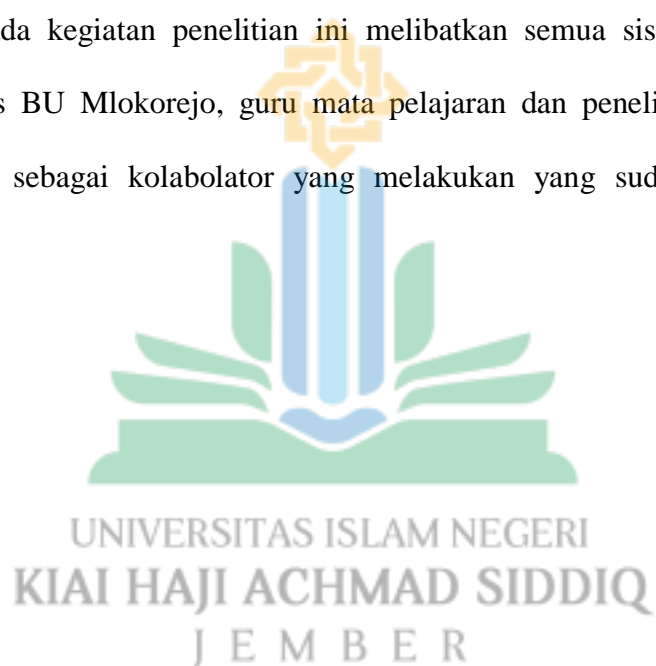 da kegiatan penelitian ini melibatkan semua sis
s BU Mlokorejo, guru mata pelajaran dan peneli
sebagai kolabolator yang melakukan yang sud
UNIVERSITAS ISLAM NEGERI
KIAI HAJI ACHMAD SIDDIQ
JEMBER